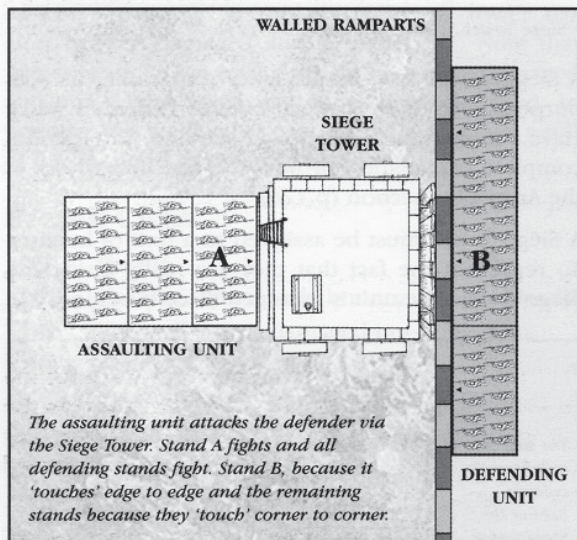 WALLED RAMPARTS
SIEGE
TOWER
A
B
ASSAULTING UNIT
The assaulting unit attacks the defender via
the Siege Tower. Stand A fights and all
defending stands fight. Stand B, because it
'touches' edge to edge and the remaining
stands because they 'touch' corner to corner.
DEFENDING
UNIT